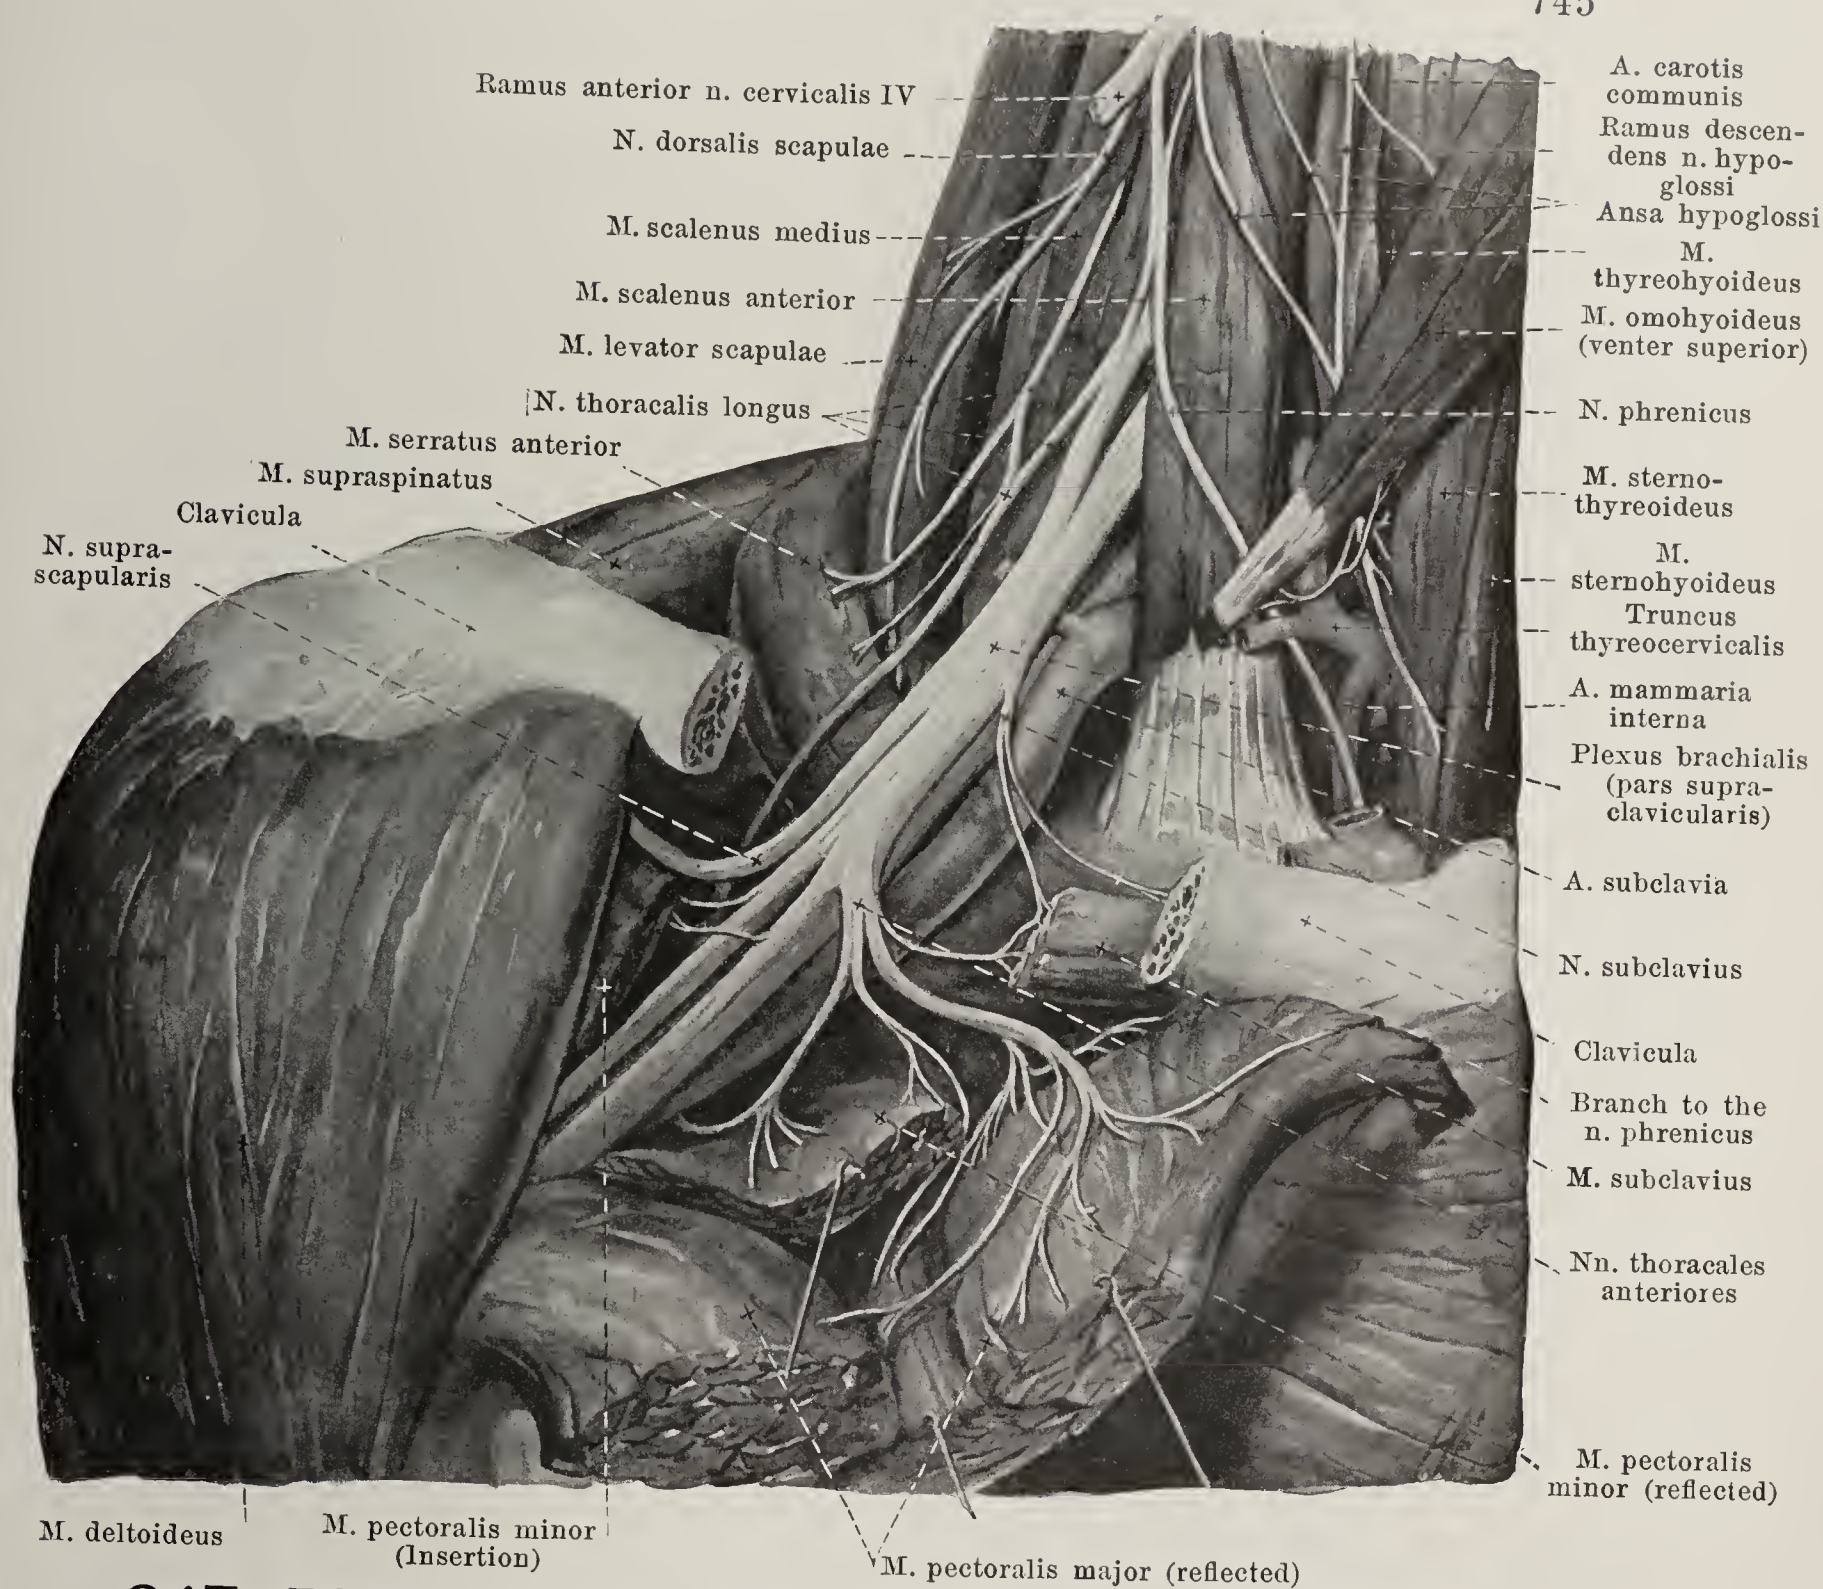 745
Ramus anterior n. cervicalis IV
N. dorsalis scapulae
M. scalenus medius
M. scalenus anterior
M. levator scapulae
N. thoracalis longus
M. serratus anterior
M. supraspinatus
Clavicula
N. supra-
scapularis
A. carotis
communis
Ramus descen-
dens n. hypo-
glossi
Ansa hypoglossi
M.
thyreohyoideus
M. omohyoideus
(venter superior)
N. phrenicus
M. sterno-
thyreoideus
M.
sternohyoideus
Truncus
thyreocervicalis
A. mammaria
interna
Plexus brachialis
(pars supra-
clavicularis)
A. subclavia
N. subclavius
Clavicula
Branch to the
n. phrenicus
M. subclavius
Nn. thoracales
anteriores
M. pectoralis
minor (reflected)
M. deltoideus
M. pectoralis minor
(Insertion)
M. pectoralis major (reflected)